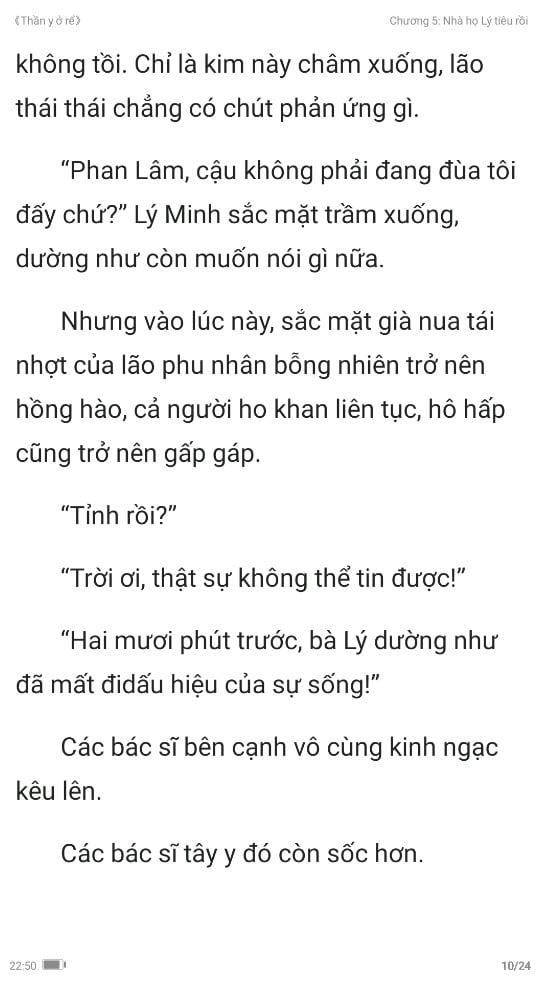 《Thần y ở rể》 Chương 5: Nhà họ Lý tiêu rồi
không tồi. Chỉ là kim này châm xuống, lão
thái thái chẳng có chút phản ứng gì.
“Phan Lâm, cậu không phải đang đùa tôi
đấy chứ?” Lý Minh sắc mặt trầm xuống,
dường như còn muốn nói gì nữa.
Nhưng vào lúc này, sắc mặt già nua tái
nhợt của lão phu nhân bỗng nhiên trở nên
hồng hào, cả người ho khan liên tục, hô hấp
cũng trở nên gấp gáp.
“Tỉnh rồi?”
“Trời ơi, thật sự không thể tin được!”
“Hai mươi phút trước, bà Lý dường như
đã mất đidấu hiệu của sự sống!”
Các bác sĩ bên cạnh vô cùng kinh ngạc
kêu lên.
Các bác sĩ tây y đó còn sốc hơn.
22:50 10/24